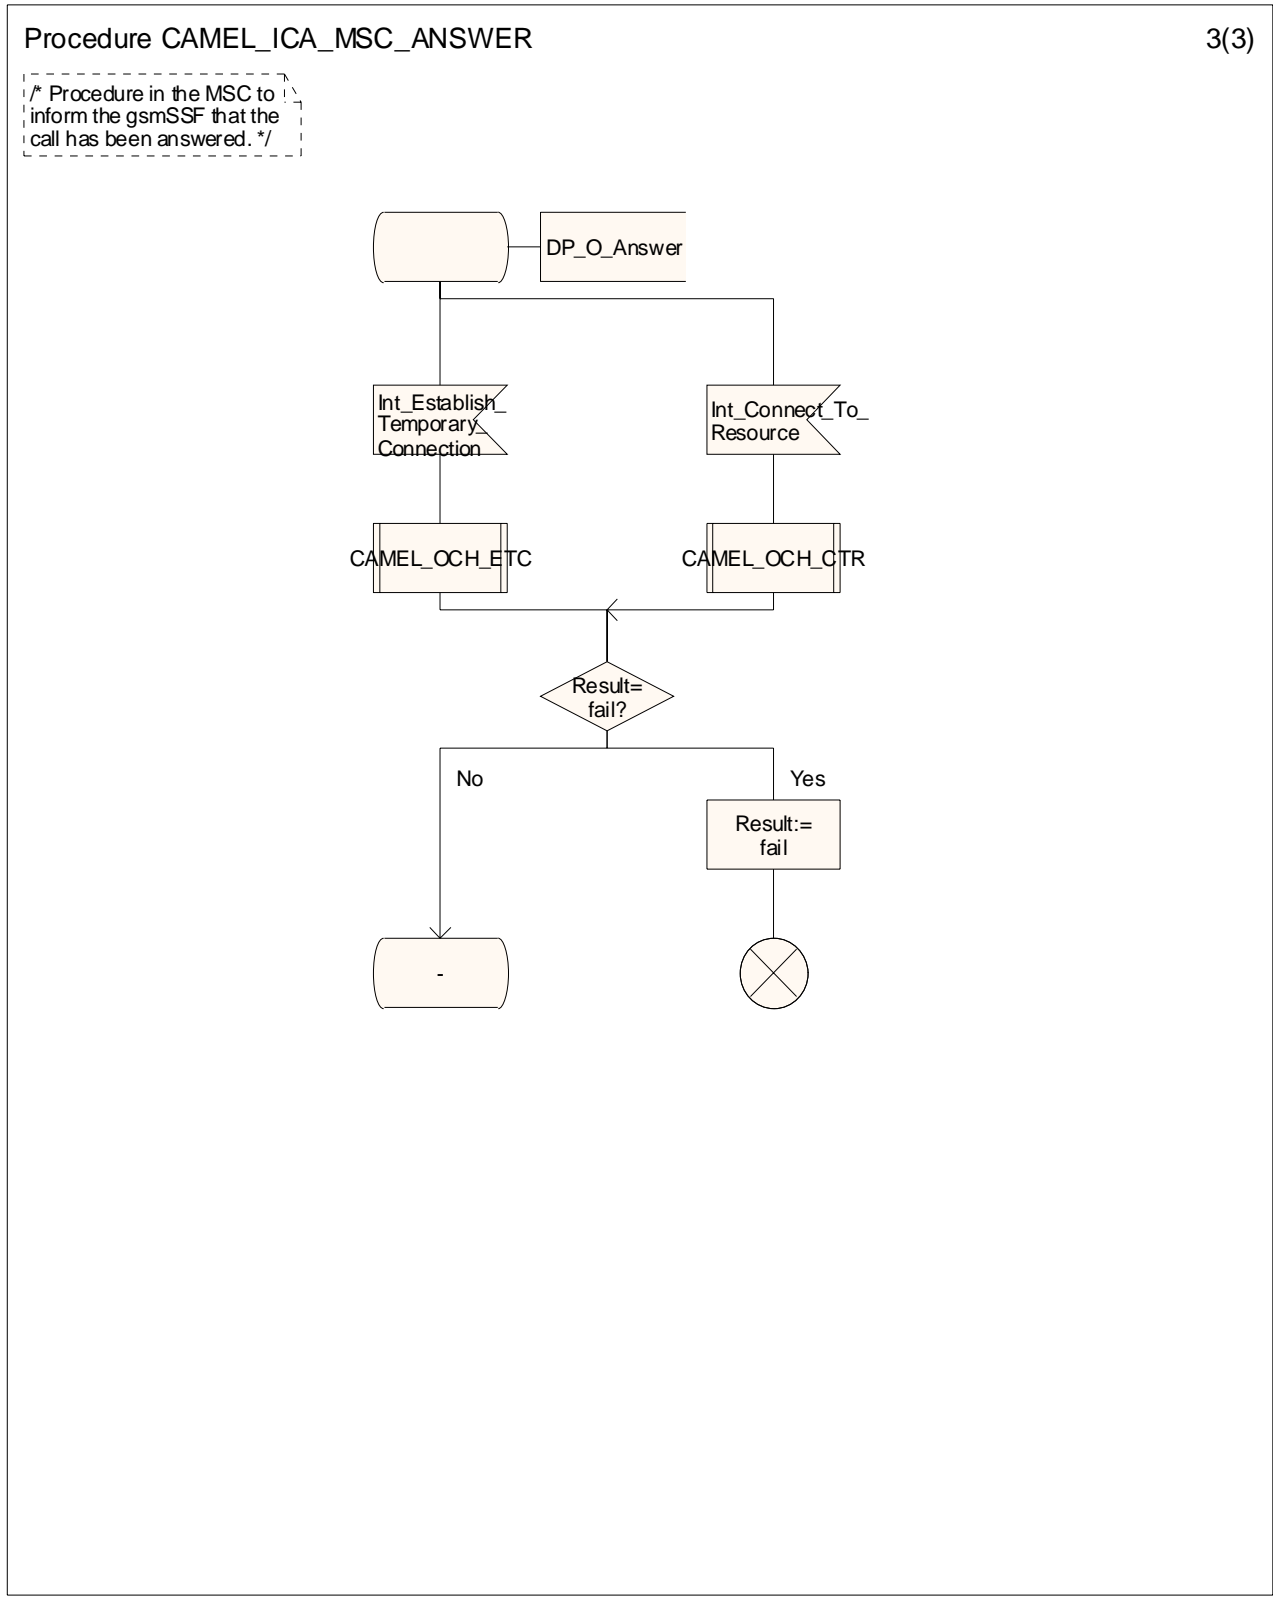 Procedure CAMEL_ICA_MSC_ANSWER
3(3)
/* Procedure in the MSC to
inform the gsmSSF that the
call has been answered. */
DP_O_Answer
Int_Establish_
Temporary_
Connection
Int_Connect_To_
Resource
CAMEL_OCH_ETC
CAMEL_OCH_CTR
Result=
fail?
No
Yes
Result:=
fail
-